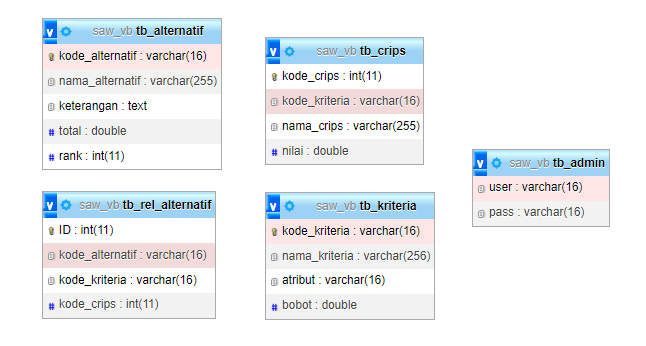 saw_vb tb_alternatif
kode_alternatif : varchar(16)
nama_alternatif : varchar(255)
keterangan : text
total : double
rank : int(11)
saw_vb tb_crips
kode_crips : int(11)
kode_kriteria : varchar(16)
nama_crips : varchar(255)
nilai : double
saw_vb tb_admin
user : varchar(16)
pass : varchar(16)
saw_vb tb_rel_alternatif
ID : int(11)
kode_alternatif : varchar(16)
kode_kriteria : varchar(16)
kode_crips : int(11)
saw_vb tb_kriteria
kode_kriteria : varchar(16)
nama_kriteria : varchar(256)
atribut : varchar(16)
bobot : double